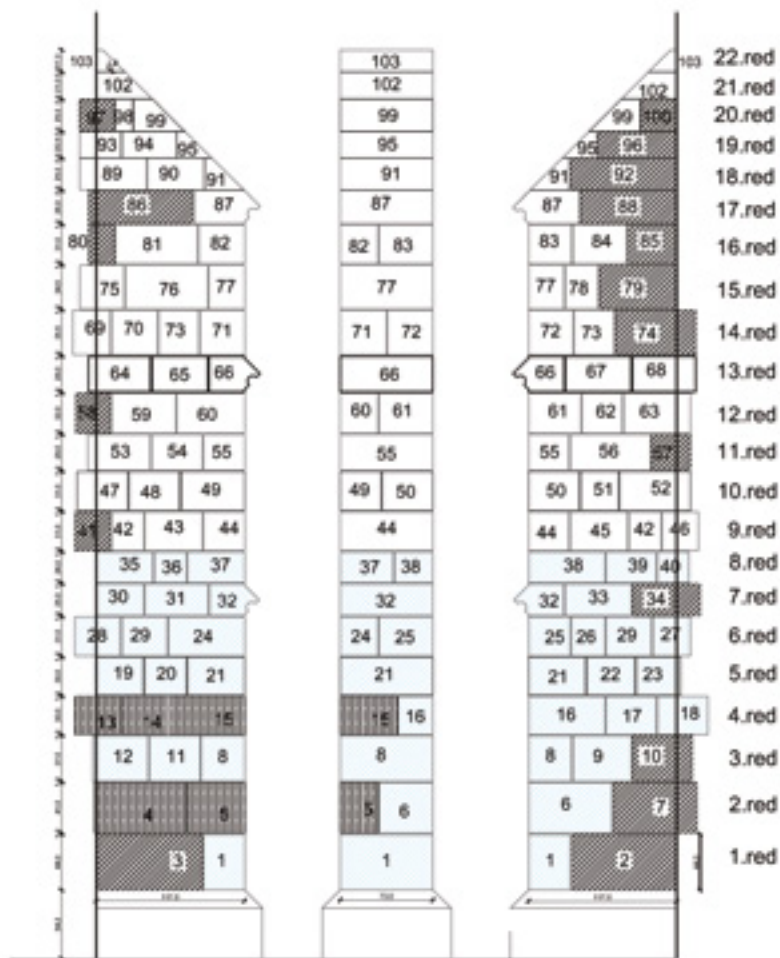 103 103 103 22.red
102 102 102 21.red
97 98 99 99 99 100 20.red
93 94 95 95 95 96 19.red
89 90 91 91 91 92 18.red
86 87 87 87 88 17.red
80 81 82 82 83 83 84 85 16.red
75 76 77 77 77 78 79 15.red
69 70 73 71 71 72 72 73 74 14.red
64 65 66 66 66 67 68 13.red
58 59 60 60 61 61 62 63 12.red
53 54 55 55 55 56 57 11.red
47 48 49 49 50 50 51 52 10.red
41 42 43 44 44 44 45 42 46 9.red
35 36 37 37 38 38 39 40 8.red
30 31 32 32 32 33 34 7.red
28 29 24 24 25 25 26 29 27 6.red
19 20 21 21 21 22 23 5.red
13 14 15 15 16 16 17 18 4.red
12 11 8 8 8 9 10 3.red
4 5 5 6 6 7 2.red
3 1 1 1 2 1.red